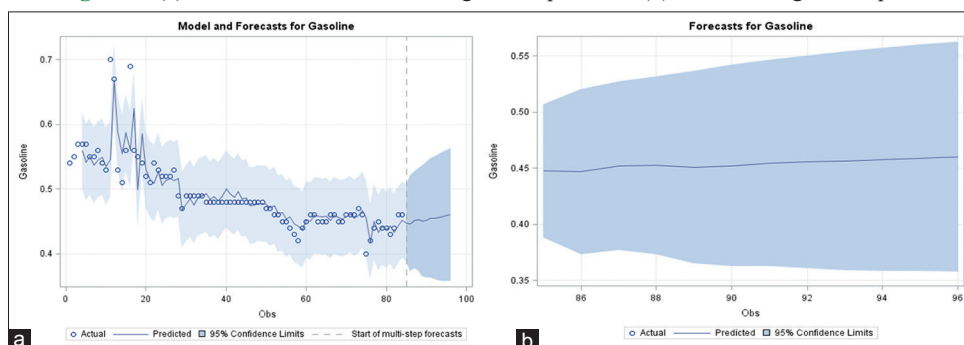 Model and Forecasts for Gasoline
0.7
0.6
0.5
0.4
Gasoline
0 20 40 60 80 100
Obs
Actual Predicted 95% Confidence Limits Start of multi-step forecasts
a
Forecasts for Gasoline
0.55
0.50
0.45
0.40
0.35
Gasoline
86 88 90 92 94 96
Obs
Predicted 95% Confidence Limits
b